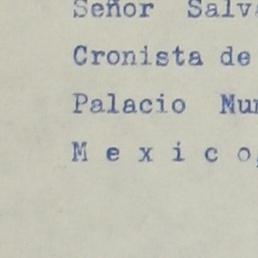 Señor Salv
Cronista de
Palacio Mu
M e x i c o,